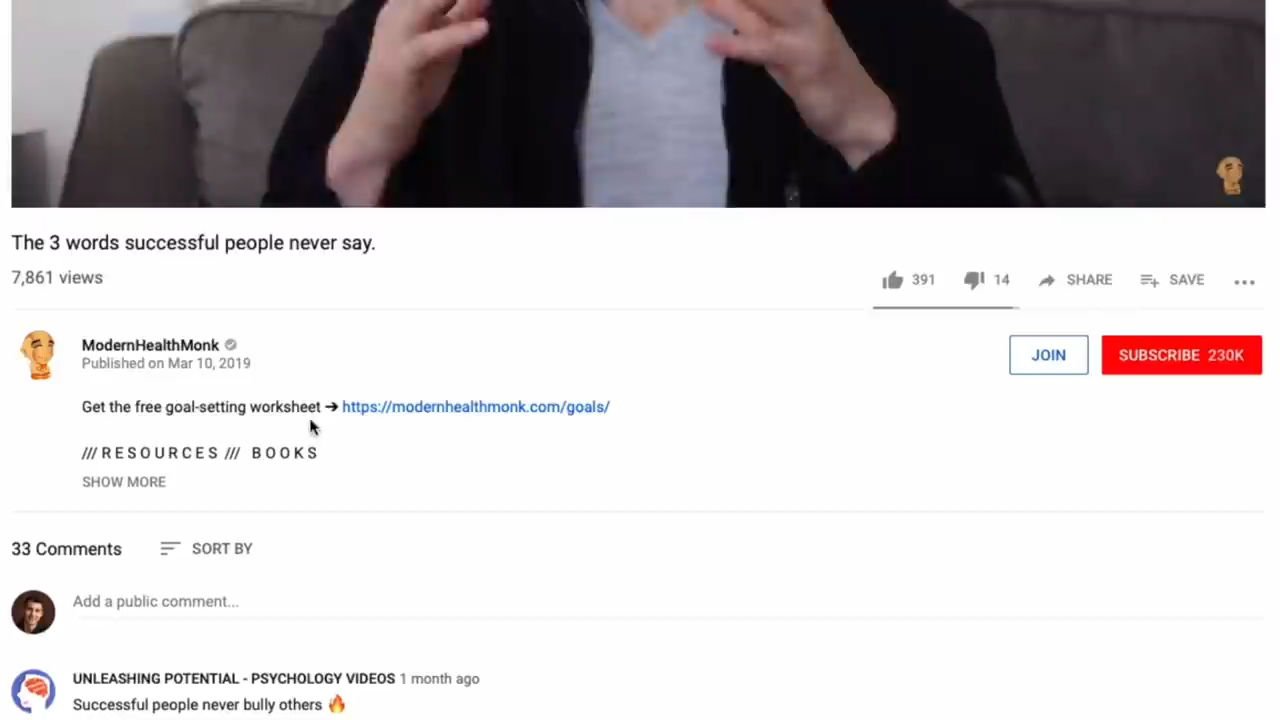 The 3 words successful people never say.
7,861 views
391 14 SHARE SAVE
ModernHealthMonk
Published on Mar 10, 2019
JOIN SUBSCRIBE 230K
Get the free goal-setting worksheet ➔ https://modernhealthmonk.com/goals/
/// R E S O U R C E S /// B O O K S
SHOW MORE
33 Comments SORT BY
Add a public comment...
UNLEASHING POTENTIAL - PSYCHOLOGY VIDEOS 1 month ago
Successful people never bully others 🔥